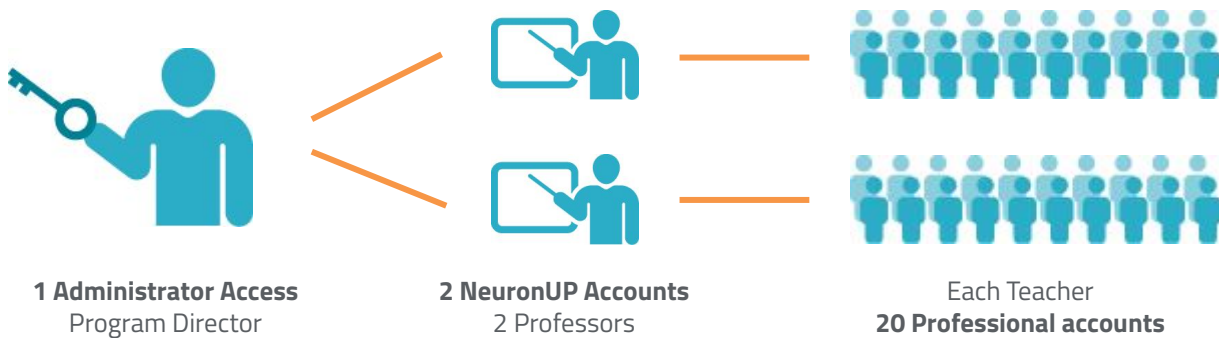 1 Administrator Access
Program Director
2 NeuronUP Accounts
2 Professors
Each Teacher
20 Professional accounts